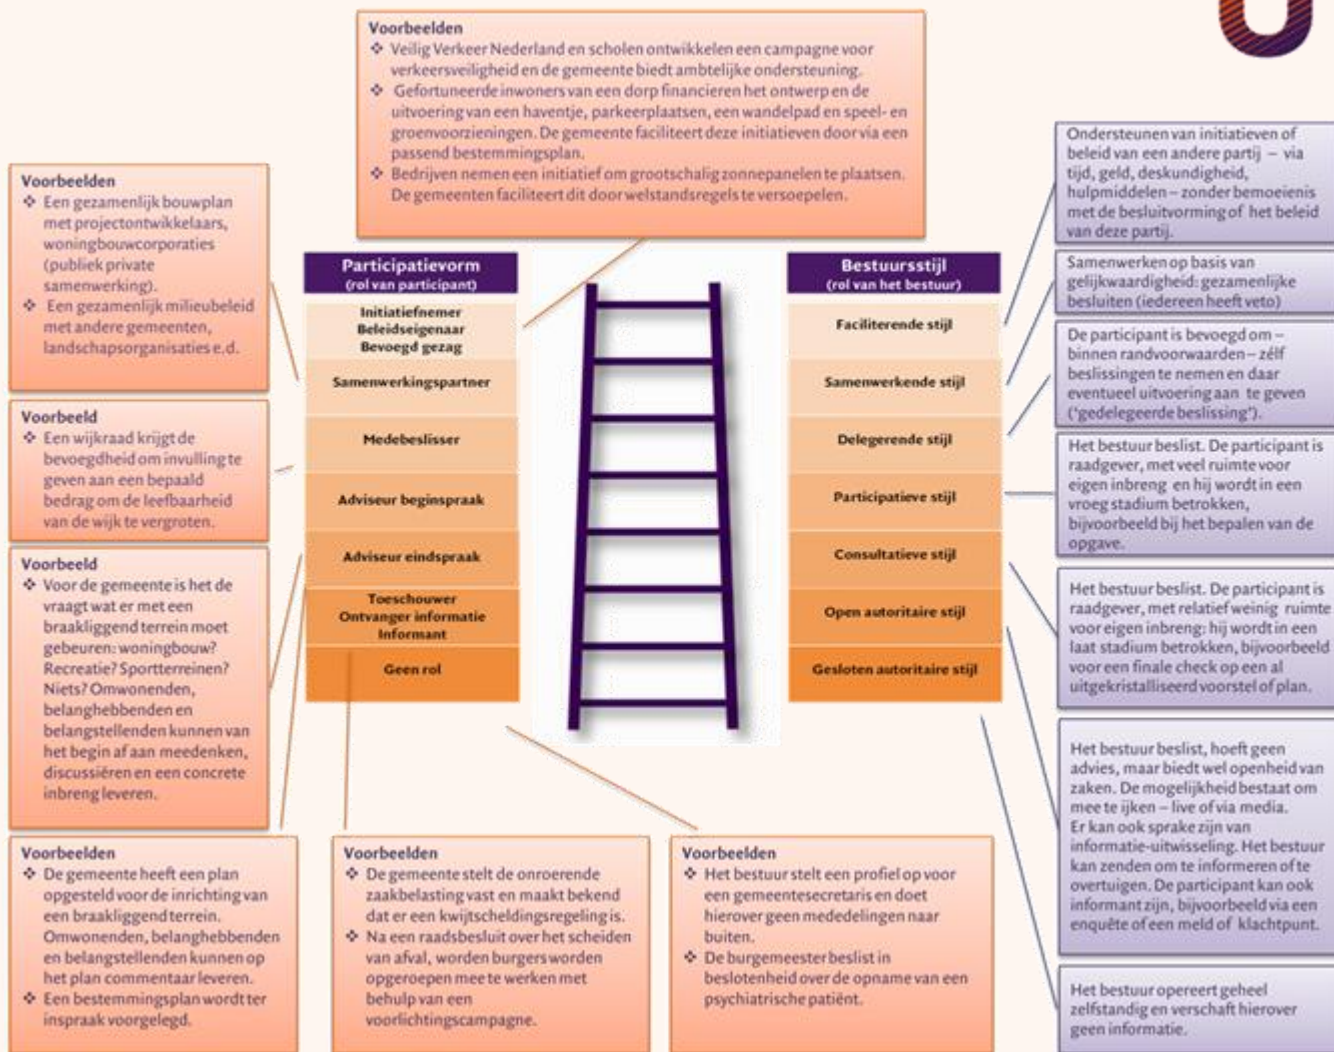 Voorbeelden
❖ Veilig Verkeer Nederland en scholen ontwikkelen een campagne voor
verkeersveiligheid en de gemeente biedt ambtelijke ondersteuning.
❖ Gefortuneerde inwoners van een dorp financieren het ontwerp en de
uitvoering van een haventje, parkeerplaatsen, een wandelpad en speel- en
groenvoorzieningen. De gemeente faciliteert deze initiatieven door via een
passend bestemmingsplan.
❖ Bedrijven nemen een initiatief om grootschalig zonnepanelen te plaatsen.
De gemeenten faciliteert dit door welstandsregels te versoepelen.
Voorbeelden
❖ Een gezamenlijk bouwplan
met projectontwikkelaars,
woningbouwcorporaties
(publiek private
samenwerking).
❖ Een gezamenlijk milieubeleid
met andere gemeenten,
landschapsorganisaties e.d.
Voorbeeld
❖ Een wijkraad krijgt de
bevoegdheid om invulling te
geven aan een bepaald
bedrag om de leefbaarheid
van de wijk te vergroten.
Voorbeeld
❖ Voor de gemeente is het de
vraagt wat er met een
braakliggend terrein moet
gebeuren: woningbouw?
Recreatie? Sportterreinen?
Niets? Omwonenden,
belanghebbenden en
belangstellenden kunnen van
het begin af aan meedenken,
discussiëren en een concrete
inbreng leveren.
Participatievorm
(rol van participant)
Initiatiefnemer
Beleidseigenaar
Bevoegd gezag
Samenwerkingspartner
Medebeslisser
Adviseur beginspraak
Adviseur eindspraak
Toeschouwer
Ontvanger informatie
Informant
Geen rol
Bestuursstijl
(rol van het bestuur)
Faciliterende stijl
Samenwerkende stijl
Delegerende stijl
Participatieve stijl
Consultatieve stijl
Open autoritaire stijl
Gesloten autoritaire stijl
Ondersteunen van initiatieven of
beleid van een andere partij – via
tijd, geld, deskundigheid,
hulpmiddelen – zonder bemoeienis
met de besluitvorming of het beleid
van deze partij.
Samenwerken op basis van
gelijkwaardigheid: gezamenlijke
besluiten (iedereen heeft veto)
De participant is bevoegd om –
binnen randvoorwaarden – zélf
beslissingen te nemen en daar
eventueel uitvoering aan te geven
(‘gedelegeerde beslissing’).
Het bestuur beslist. De participant is
raadgever, met veel ruimte voor
eigen inbreng en hij wordt in een
vroeg stadium betrokken,
bijvoorbeeld bij het bepalen van de
opgave.
Het bestuur beslist. De participant is
raadgever, met relatief weinig ruimte
voor eigen inbreng: hij wordt in een
laat stadium betrokken, bijvoorbeeld
voor een finale check op een al
uitgekristalliseerd voorstel of plan.
Het bestuur beslist, hoeft geen
advies, maar biedt wel openheid van
zaken. De mogelijkheid bestaat om
mee te ijken – live of via media.
Er kan ook sprake zijn van
informatie-uitwisseling. Het bestuur
kan zenden om te informeren of te
overtuigen. De participant kan ook
informant zijn, bijvoorbeeld via een
enquête of een meld of klachtpunt.
Het bestuur opereert geheel
zelfstandig en verschaft hierover
geen informatie.
Voorbeelden
❖ De gemeente heeft een plan
opgesteld voor de inrichting van
een braakliggend terrein.
Omwonenden, belanghebbenden
en belangstellenden kunnen op
het plan commentaar leveren.
❖ Een bestemmingsplan wordt ter
inspraak voorgelegd.
Voorbeelden
❖ De gemeente stelt de onroerende
zaakbelasting vast en maakt bekend
dat er een kwijtscheldingsregeling is.
❖ Na een raadsbesluit over het scheiden
van afval, worden burgers worden
opgeroepen mee te werken met
behulp van een
voorlichtingscampagne.
Voorbeelden
❖ Het bestuur stelt een profiel op voor
een gemeentesecretaris en doet
hierover geen mededelingen naar
buiten.
❖ De burgemeester beslist in
beslotenheid over de opname van een
psychiatrische patiënt.